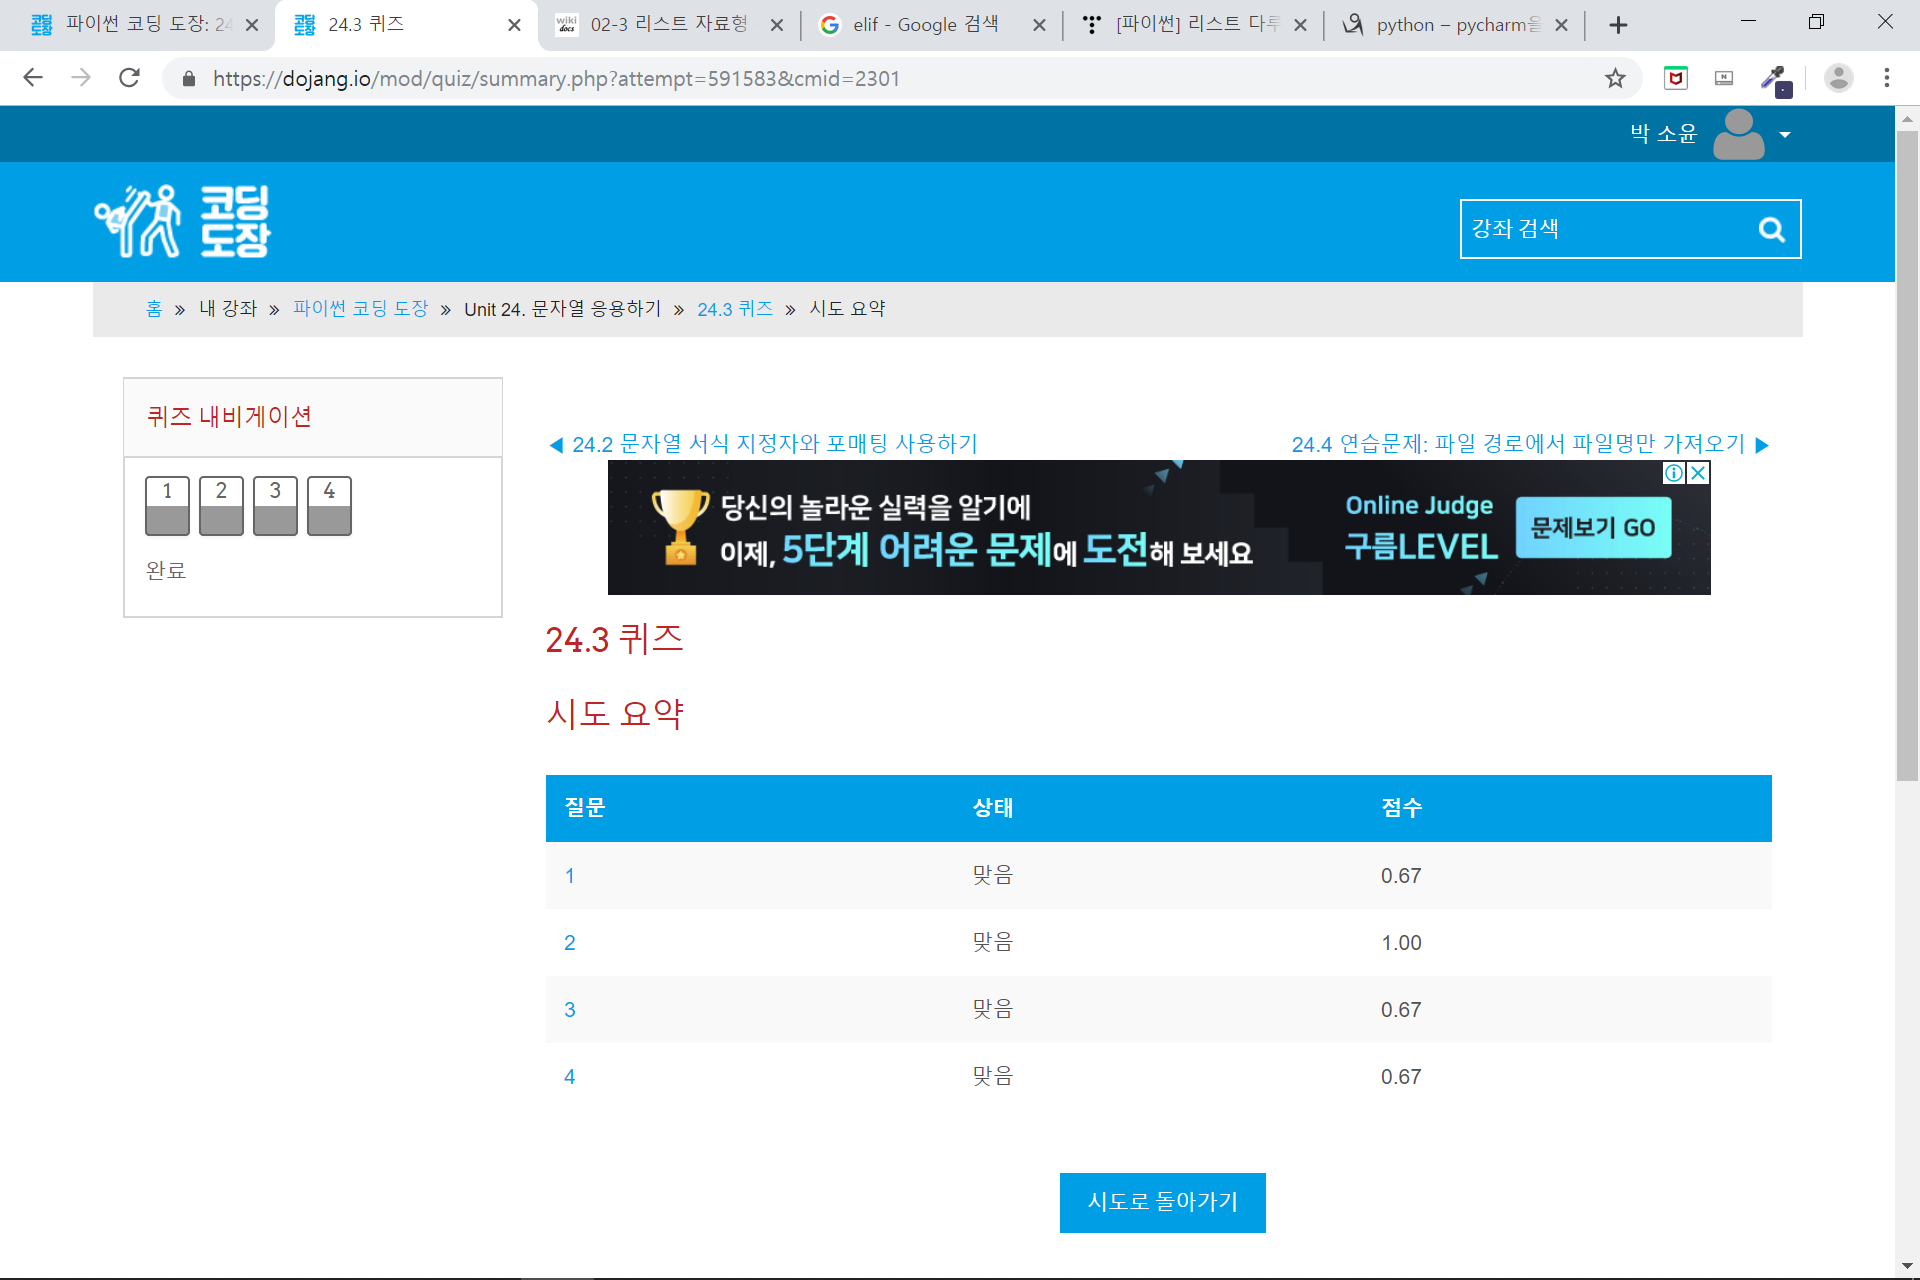 파이썬 코딩 도장: 24
24.3 퀴즈
wiki docs
02-3 리스트 자료형
elif - Google 검색
[파이썬] 리스트 다루
python – pycharm을
https://dojang.io/mod/quiz/summary.php?attempt=591583&cmid=2301
박 소윤
코딩
도장
강좌 검색
홈 » 내 강좌 » 파이썬 코딩 도장 » Unit 24. 문자열 응용하기 » 24.3 퀴즈 » 시도 요약
퀴즈 내비게이션
1 2 3 4
완료
◀ 24.2 문자열 서식 지정자와 포매팅 사용하기
24.4 연습문제: 파일 경로에서 파일명만 가져오기 ▶
당신의 놀라운 실력을 알기에
이제, 5단계 어려운 문제에 도전해 보세요
Online Judge
구름LEVEL
문제보기 GO
24.3 퀴즈
시도 요약
질문 상태 점수
1 맞음 0.67
2 맞음 1.00
3 맞음 0.67
4 맞음 0.67
시도로 돌아가기